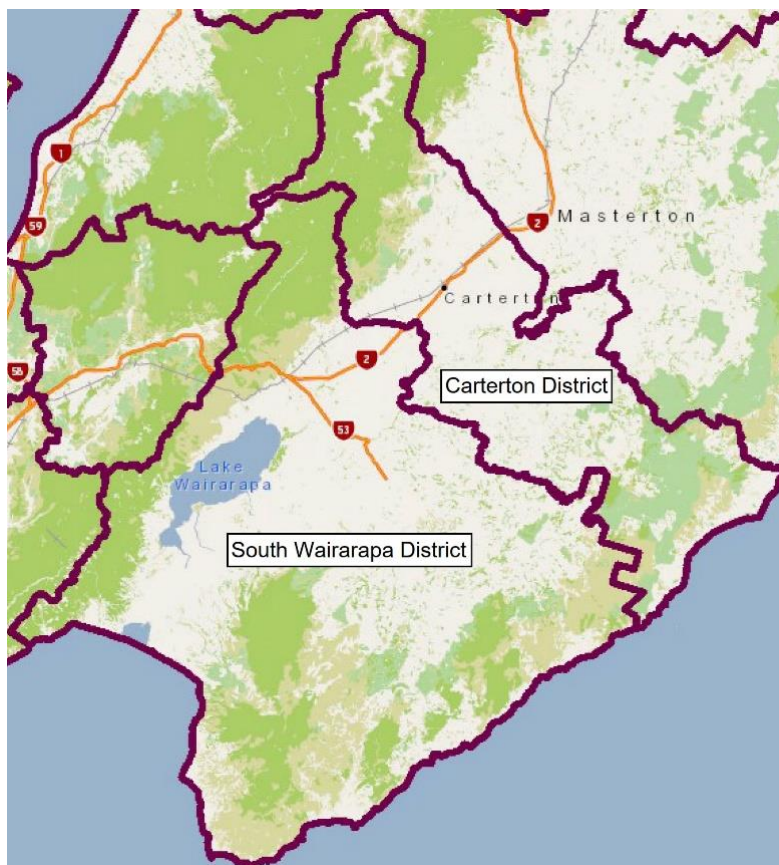 1
59
2
Masterton
Carterton
2
56
Carterton District
53
Lake
Wairarapa
South Wairarapa District